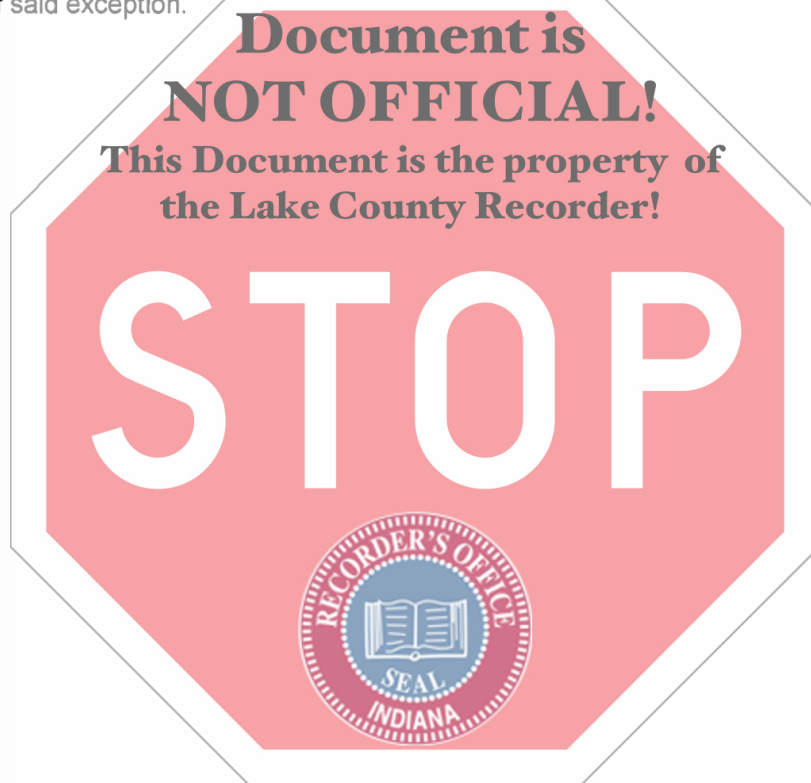 said exception.
Document is
NOT OFFICIAL!
This Document is the property of
the Lake County Recorder!
STOP
RECORDER'S OFFICE
SEAL
INDIANA